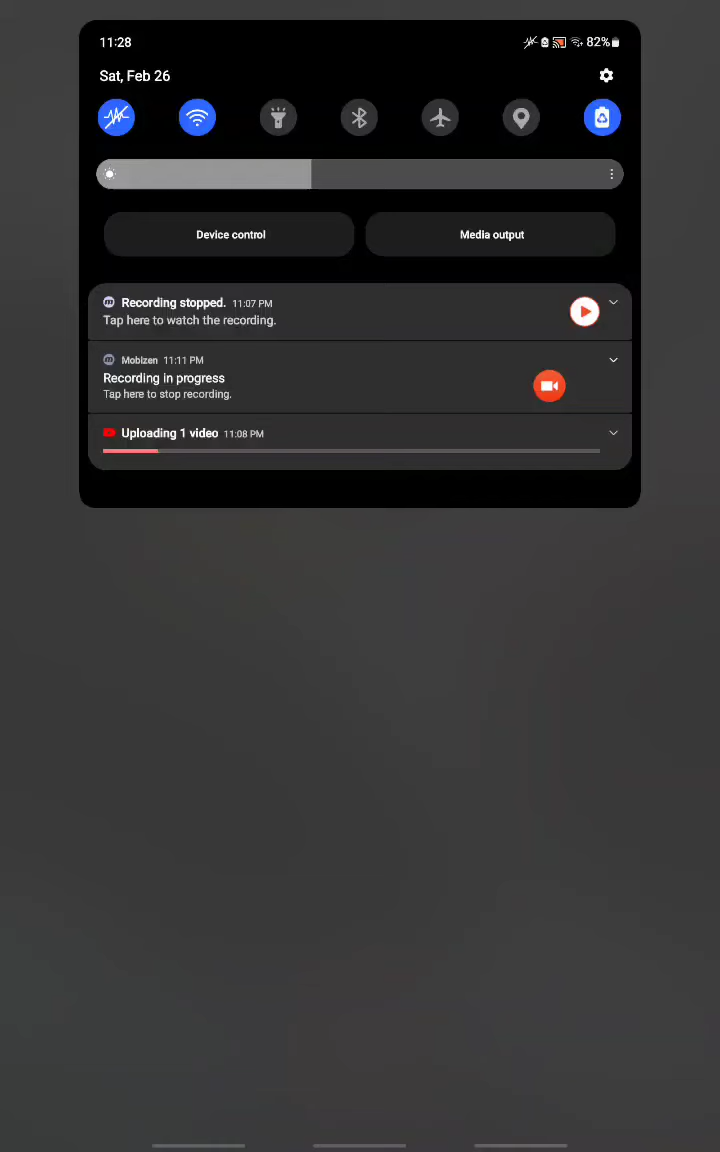 11:28 82%
Sat, Feb 26
Device control Media output
Recording stopped. 11:07 PM
Tap here to watch the recording.
Mobizen 11:11 PM
Recording in progress
Tap here to stop recording.
Uploading 1 video 11:08 PM